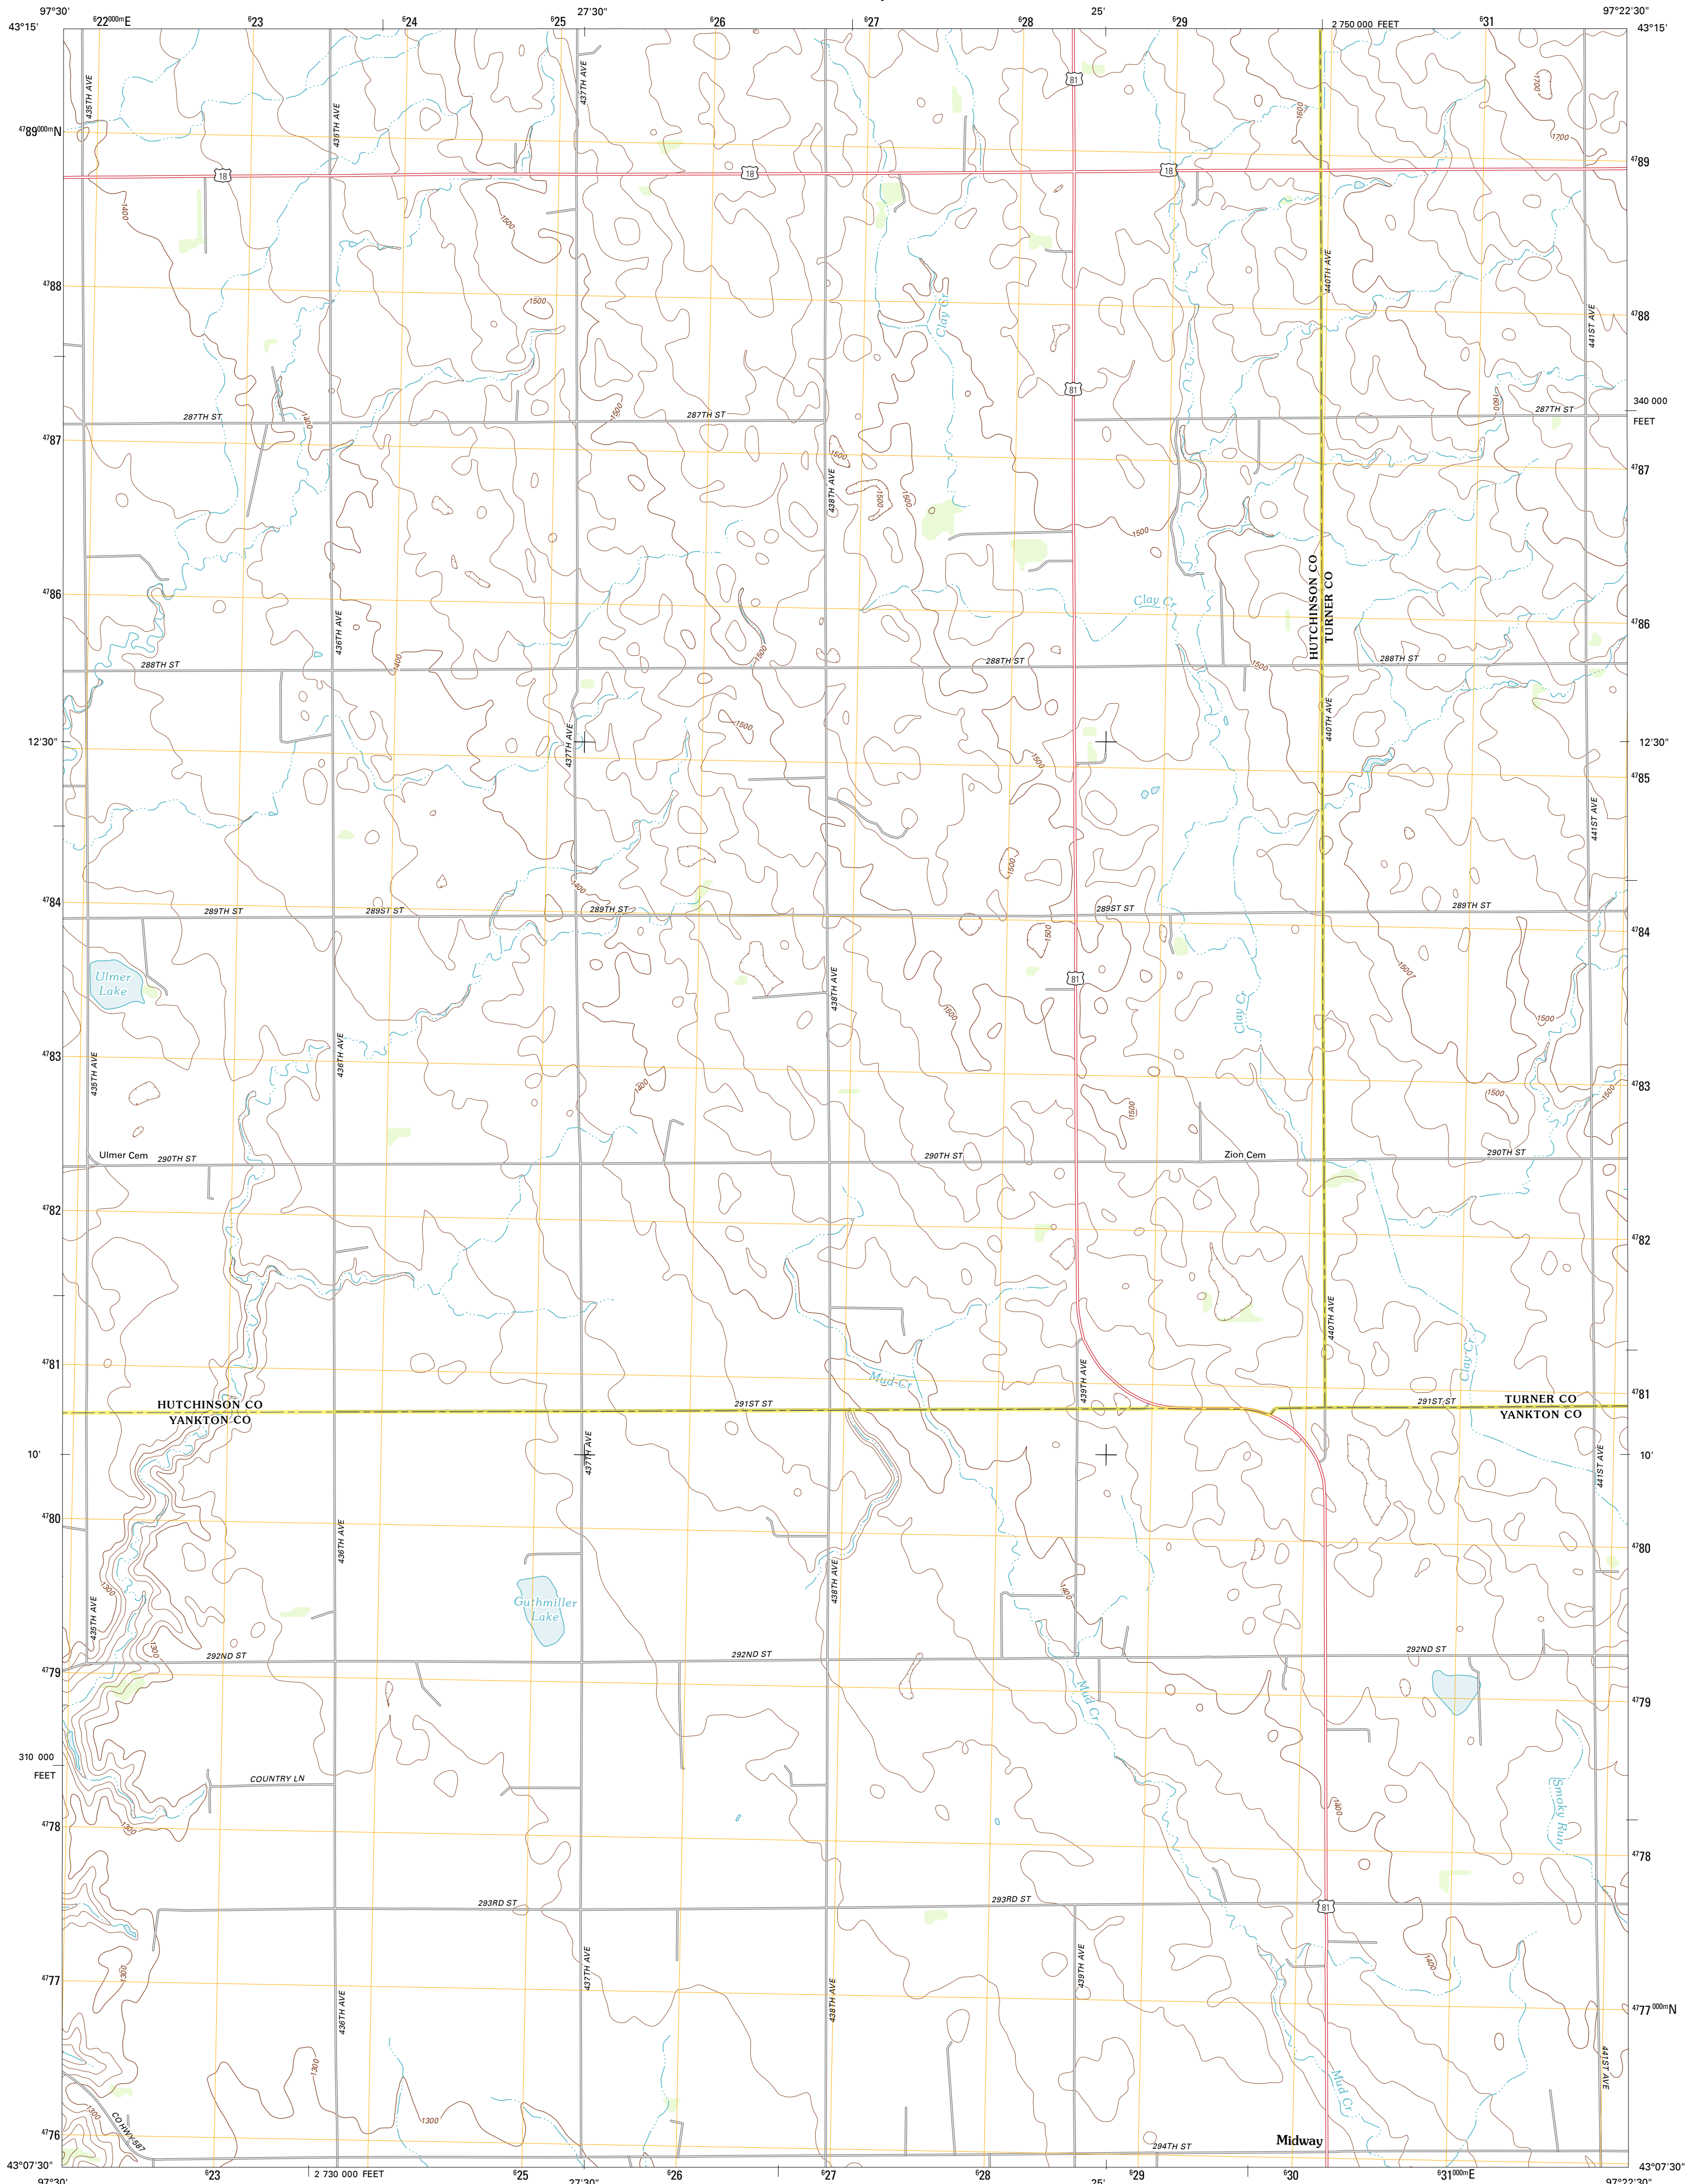 97°30' ⁶22⁰⁰⁰ᵐE ⁶23 ⁶24 ⁶25 27'30" ⁶26 ⁶27 ⁶28 25' ⁶29 2 750 000 FEET ⁶31 97°22'30"
43°15' 43°15'
435TH AVE
436TH AVE
437TH AVE
81
1600
1700
1700
⁴⁷89⁰⁰⁰ᵐN
⁴⁷89
18 18 18
1400
1500
440TH AVE
⁴⁷88
1500
Clay Cr
⁴⁷88
441ST AVE
81
1600
340 000
FEET
287TH ST
1400
1500
287TH ST
287TH ST
⁴⁷87
1500
438TH AVE
1500
1500
⁴⁷87
1500
HUTCHINSON CO
TURNER CO
⁴⁷86
Clay Cr
⁴⁷86
436TH AVE
288TH ST
1400
1500
288TH ST
1500
288TH ST
12'30"
437TH AVE
1500
1500
440TH AVE
12'30"
⁴⁷85
441ST AVE
1500
1400
⁴⁷84
289TH ST
289ST ST
289TH ST
289ST ST
289TH ST
⁴⁷84
Ulmer
Lake
438TH AVE
1500
81
1500?
1500
Clay Cr
1500
⁴⁷83
435TH AVE
436TH AVE
1400
⁴⁷83
1500
1500
1500
Ulmer Cem
290TH ST
290TH ST
Zion Cem
290TH ST
⁴⁷82
⁴⁷82
440TH AVE
Clay Cr
⁴⁷81
Mud Cr
439TH AVE
⁴⁷81
HUTCHINSON CO
YANKTON CO
291ST ST
291ST ST
TURNER CO
YANKTON CO
10'
437TH AVE
441ST AVE
10'
⁴⁷80
436TH AVE
438TH AVE
⁴⁷80
1300
435TH AVE
Guthmiller
Lake
1400
1300
292ND ST
292ND ST
292ND ST
⁴⁷79
Mud Cr
⁴⁷79
310 000
FEET
COUNTRY LN
1400
Smoky Run
⁴⁷78
1300
⁴⁷78
293RD ST
293RD ST
81
1300
437TH AVE
439TH AVE
1400
⁴⁷77
436TH AVE
438TH AVE
⁴⁷77⁰⁰⁰ᵐN
1300
441ST AVE
Mud Cr
1300
CO HWY 587
1300
⁴⁷76
294TH ST
Midway
43°07'30" 43°07'30"
97°30' ⁶23 2 730 000 FEET ⁶25 27'30" ⁶26 ⁶27 ⁶28 25' ⁶29 ⁶30 ⁶31⁰⁰⁰ᵐE 97°22'30"